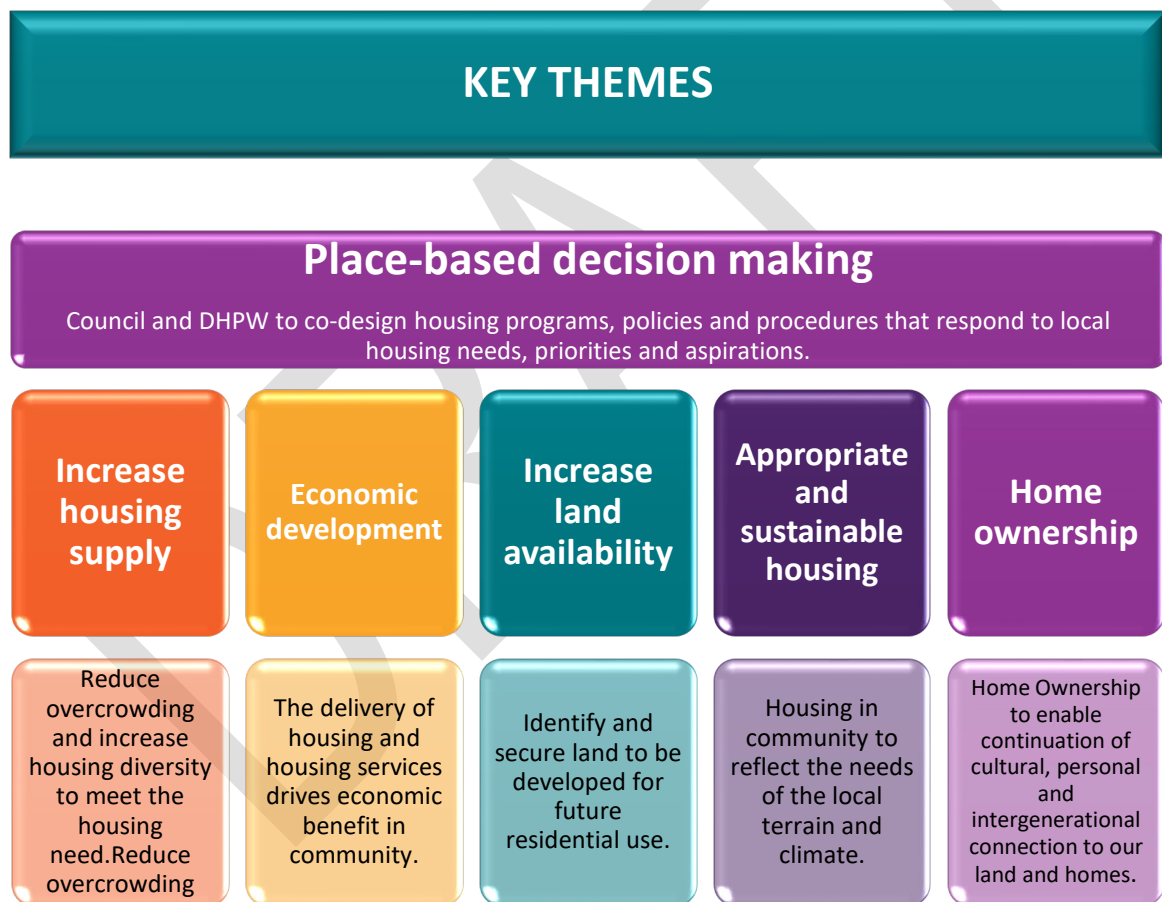 KEY THEMES
Place-based decision making
Council and DHPW to co-design housing programs, policies and procedures that respond to local
housing needs, priorities and aspirations.
Increase
housing
supply
Economic
development
Increase
land
availability
Appropriate
and
sustainable
housing
Home
ownership
Reduce
overcrowding
and increase
housing diversity
to meet the
housing
need.Reduce
overcrowding
The delivery of
housing and
housing services
drives economic
benefit in
community.
Identify and
secure land to be
developed for
future
residential use.
Housing in
community to
reflect the needs
of the local
terrain and
climate.
Home Ownership
to enable
continuation of
cultural, personal
and
intergenerational
connection to our
land and homes.
DRAFT